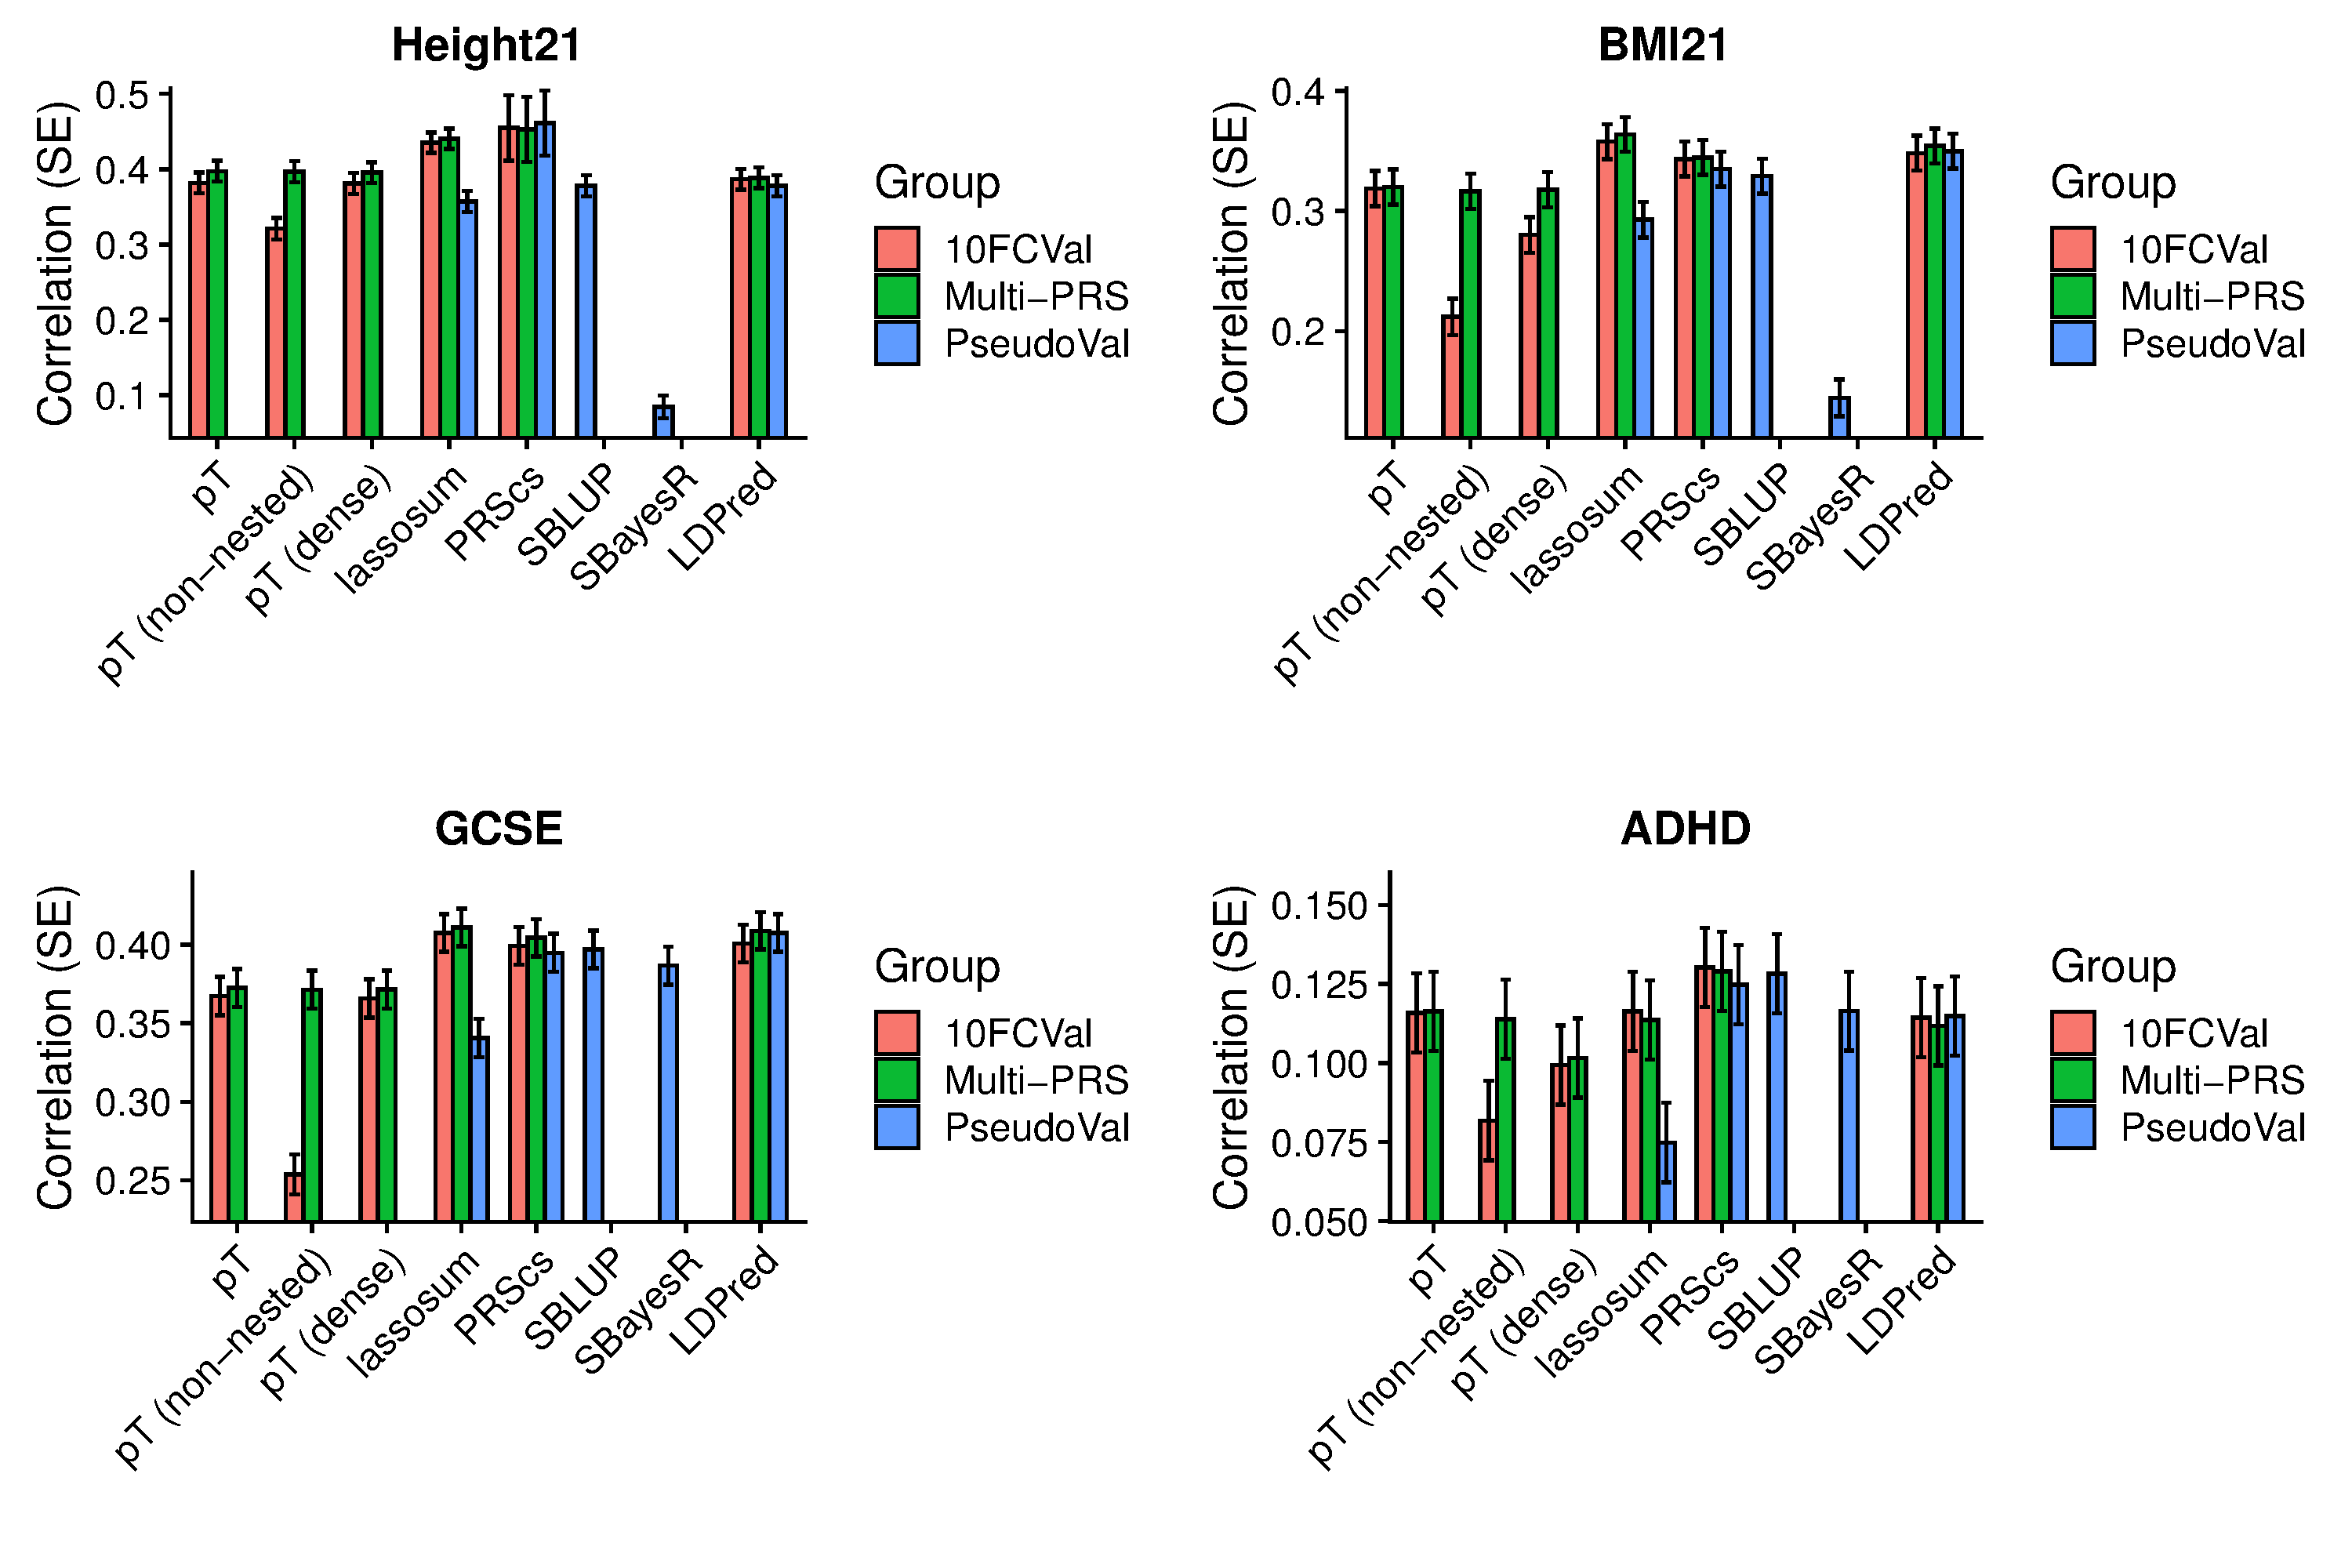 Height21
Correlation (SE)
0.5
0.4
0.3
0.2
0.1
pT
pT (non−nested)
pT (dense)
lassosum
PRScs
SBLUP
SBayesR
LDPred
Group
10FCVal
Multi−PRS
PseudoVal
BMI21
Correlation (SE)
0.4
0.3
0.2
pT
pT (non−nested)
pT (dense)
lassosum
PRScs
SBLUP
SBayesR
LDPred
Group
10FCVal
Multi−PRS
PseudoVal
GCSE
Correlation (SE)
0.40
0.35
0.30
0.25
pT
pT (non−nested)
pT (dense)
lassosum
PRScs
SBLUP
SBayesR
LDPred
Group
10FCVal
Multi−PRS
PseudoVal
ADHD
Correlation (SE)
0.150
0.125
0.100
0.075
0.050
pT
pT (non−nested)
pT (dense)
lassosum
PRScs
SBLUP
SBayesR
LDPred
Group
10FCVal
Multi−PRS
PseudoVal